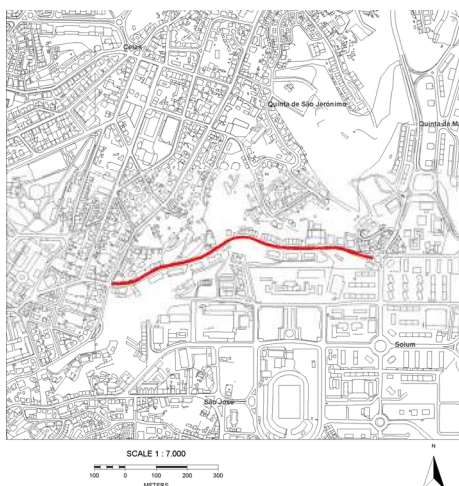 Celas
Quinta de São Jerónimo
Quinta da Ma
Solum
São José
N
SCALE 1 : 7.000
100 0 100 200 300
METERS